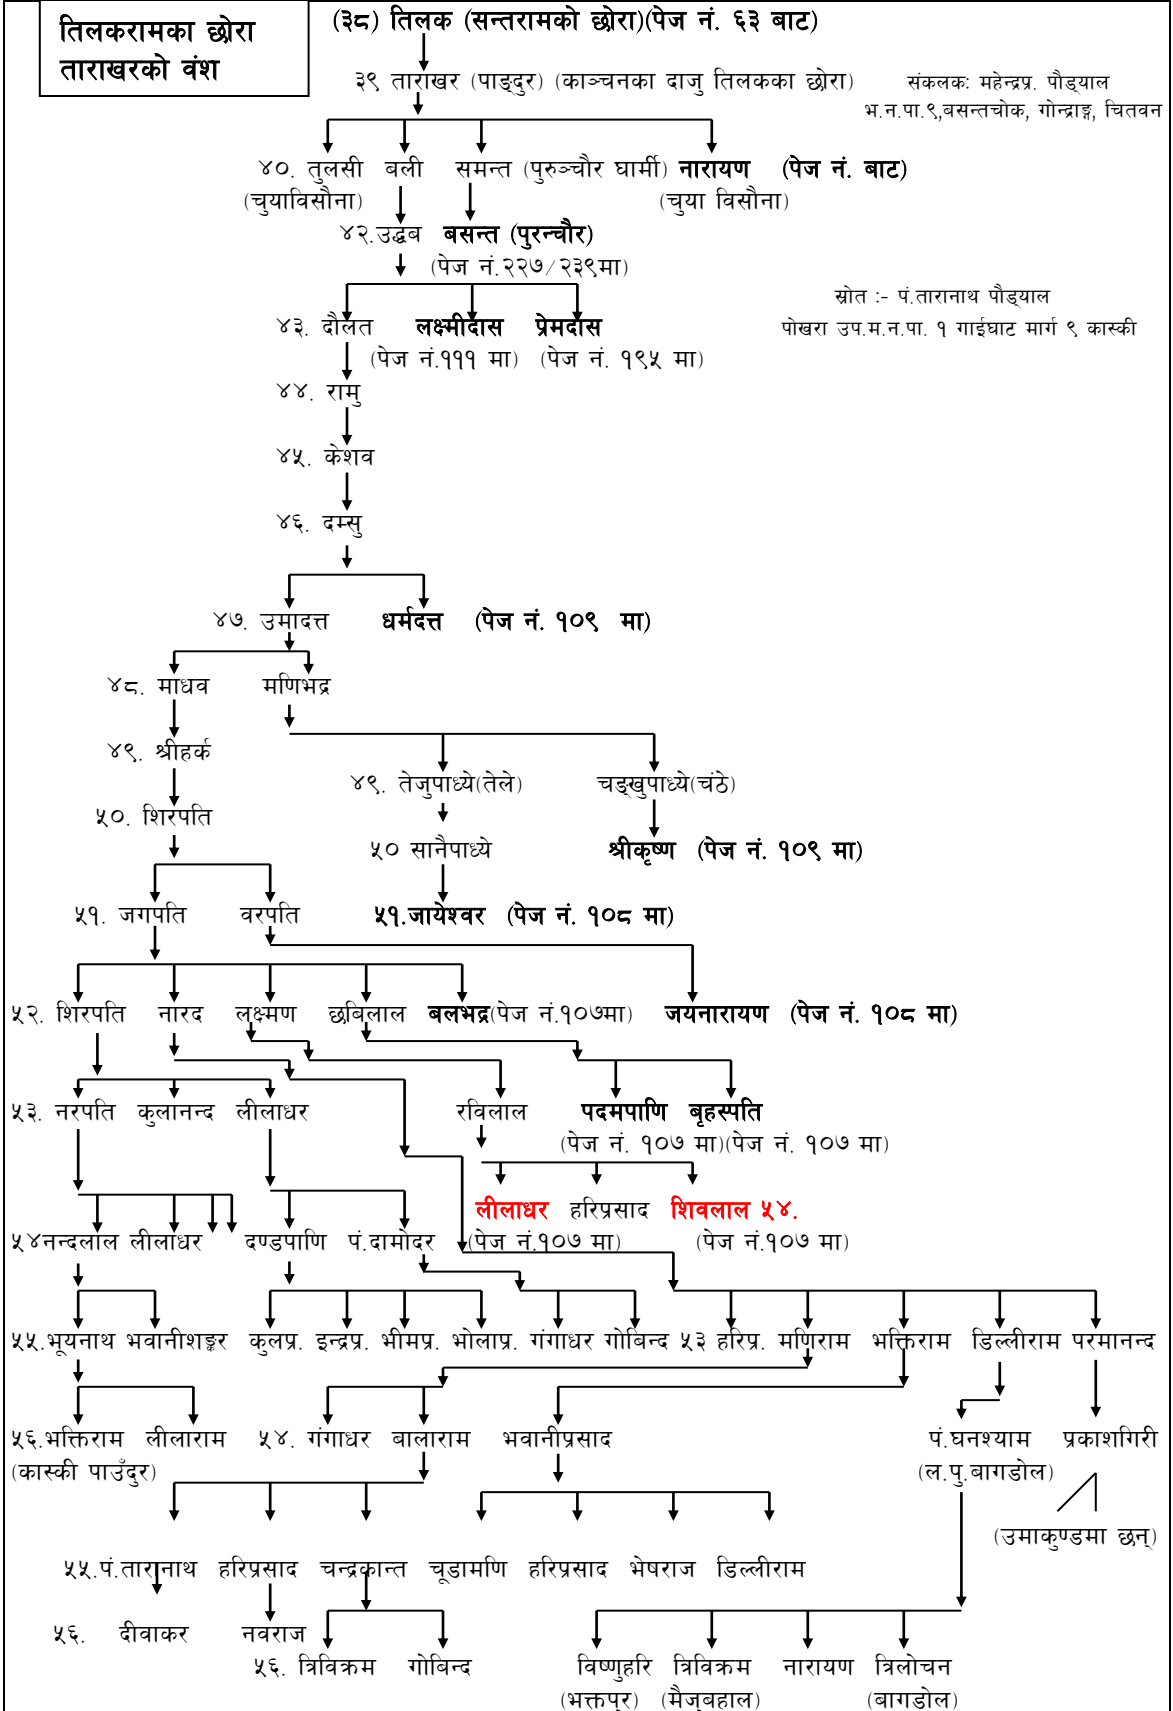 तिलकरामका छोरा
ताराखरको वंश
(३८) तिलक (सन्तरामको छोरा)(पेज नं. ६३ बाट)
३९ ताराखर (पाङ्दुर) (काञ्चनका दाजु तिलकका छोरा)
संकलकः महेन्द्रप्र. पौड्याल
भ.न.पा.९,बसन्तचोक, गोन्द्राङ्ग, चितवन
४०. तुलसी बली समन्त (पुरुञ्चौर घार्मी) नारायण (पेज नं. बाट)
(चुयाविसौना) (चुया विसौना)
४२.उद्धब बसन्त (पुरन्चौर)
(पेज नं.२२७/२३९मा)
स्रोत :- पं.तारानाथ पौड्याल
पोखरा उप.म.न.पा. १ गाईघाट मार्ग ९ कास्की
४३. दौलत लक्ष्मीदास प्रेमदास
(पेज नं.१११ मा) (पेज नं. १९५ मा)
४४. रामु
४५. केशव
४६. दम्सु
४७. उमादत्त धर्मदत्त (पेज नं. १०९ मा)
४८. माधव मणिभद्र
४९. श्रीहर्क
४९. तेजुपाध्ये(तेले) चङ्खुपाध्ये(चंठे)
५०. शिरपति
५० सानैपाध्ये श्रीकृष्ण (पेज नं. १०९ मा)
५१. जगपति वरपति ५१.जायेश्वर (पेज नं. १०८ मा)
५२. शिरपति नारद लक्ष्मण छबिलाल बलभद्र(पेज नं.१०७मा) जयनारायण (पेज नं. १०८ मा)
५३. नरपति कुलानन्द लीलाधर रविलाल पदमपाणि बृहस्पति
(पेज नं. १०७ मा)(पेज नं. १०७ मा)
लीलाधर हरिप्रसाद शिवलाल ५४.
५४नन्दलाल लीलाधर दण्डपाणि पं.दामोदर (पेज नं.१०७ मा) (पेज नं.१०७ मा)
५५.भूयनाथ भवानीशङ्कर कुलप्र. इन्द्रप्र. भीमप्र. भोलाप्र. गंगाधर गोबिन्द ५३ हरिप्र. मणिराम भक्तिराम डिल्लीराम परमानन्द
५६.भक्तिराम लीलाराम ५४. गंगाधर बालाराम भवानीप्रसाद पं.घनश्याम प्रकाशगिरी
(कास्की पाउँदुर) (ल.पु.बागडोल)
(उमाकुण्डमा छन्)
५५.पं.तारानाथ हरिप्रसाद चन्द्रकान्त चूडामणि हरिप्रसाद भेषराज डिल्लीराम
५६. दीवाकर नवराज
५६. त्रिविक्रम गोबिन्द विष्णुहरि त्रिविक्रम नारायण त्रिलोचन
(भक्तपुर) (मैजुबहाल) (बागडोल)